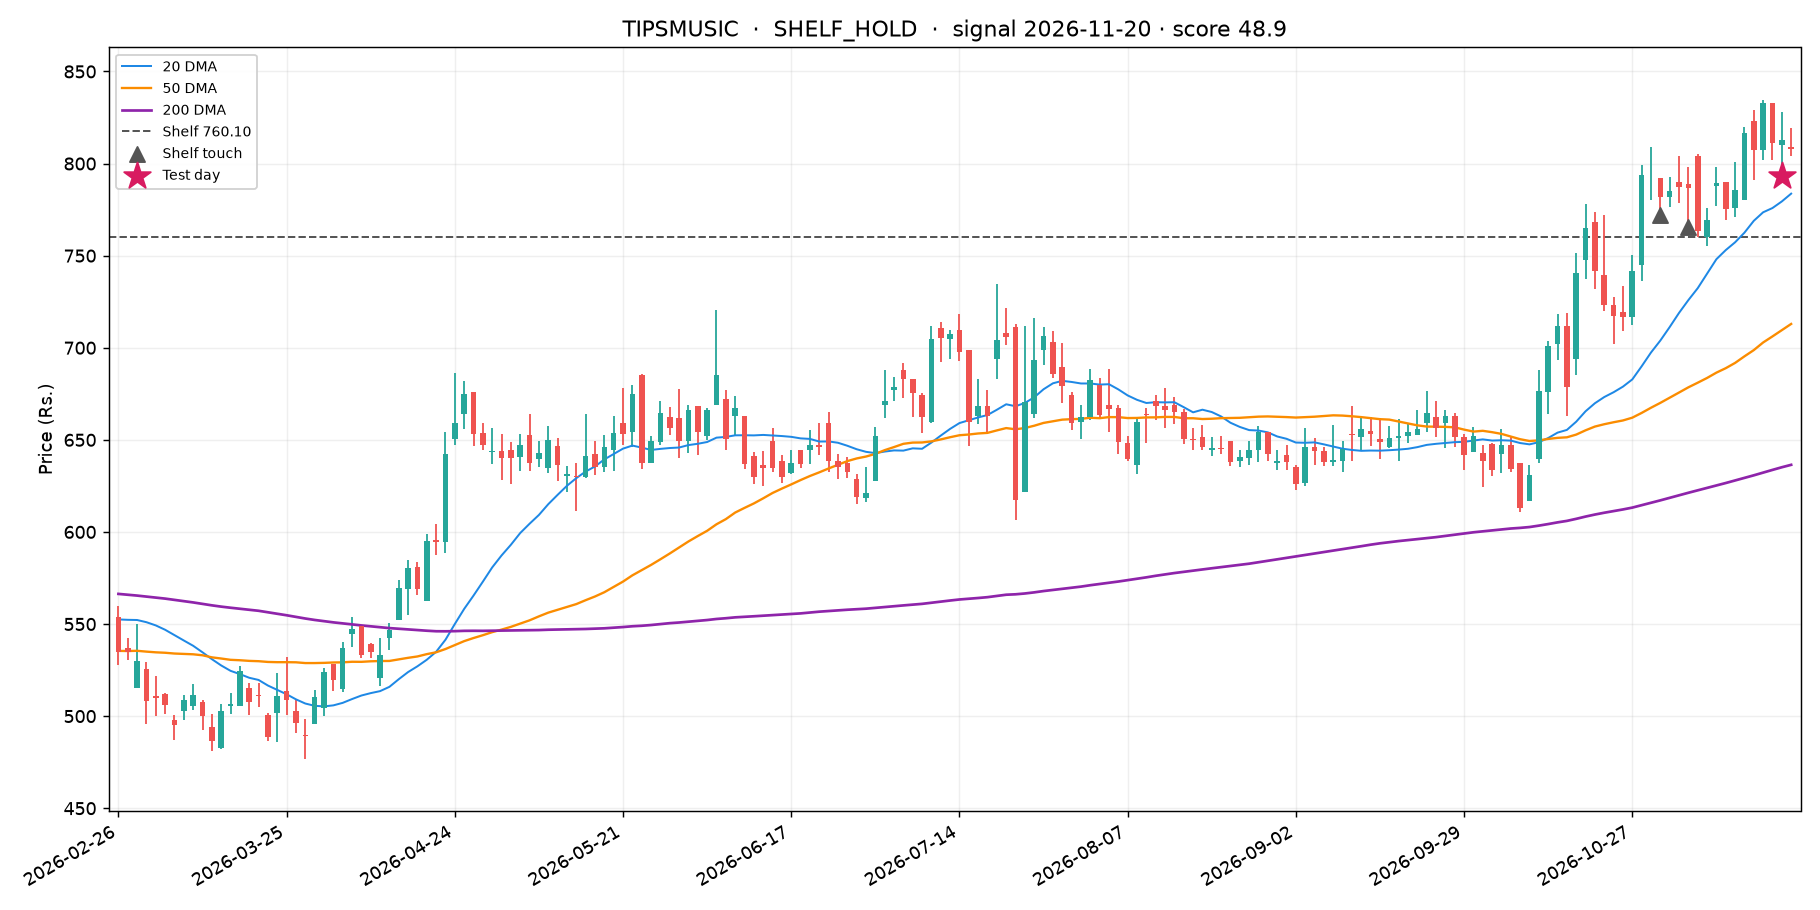 TIPSMUSIC · SHELF_HOLD · signal 2026-11-20 · score 48.9
20 DMA
50 DMA
200 DMA
Shelf 760.10
Shelf touch
Test day
Price (Rs.)
850
800
750
700
650
600
550
500
450
2026-02-26
2026-03-25
2026-04-24
2026-05-21
2026-06-17
2026-07-14
2026-08-07
2026-09-02
2026-09-29
2026-10-27